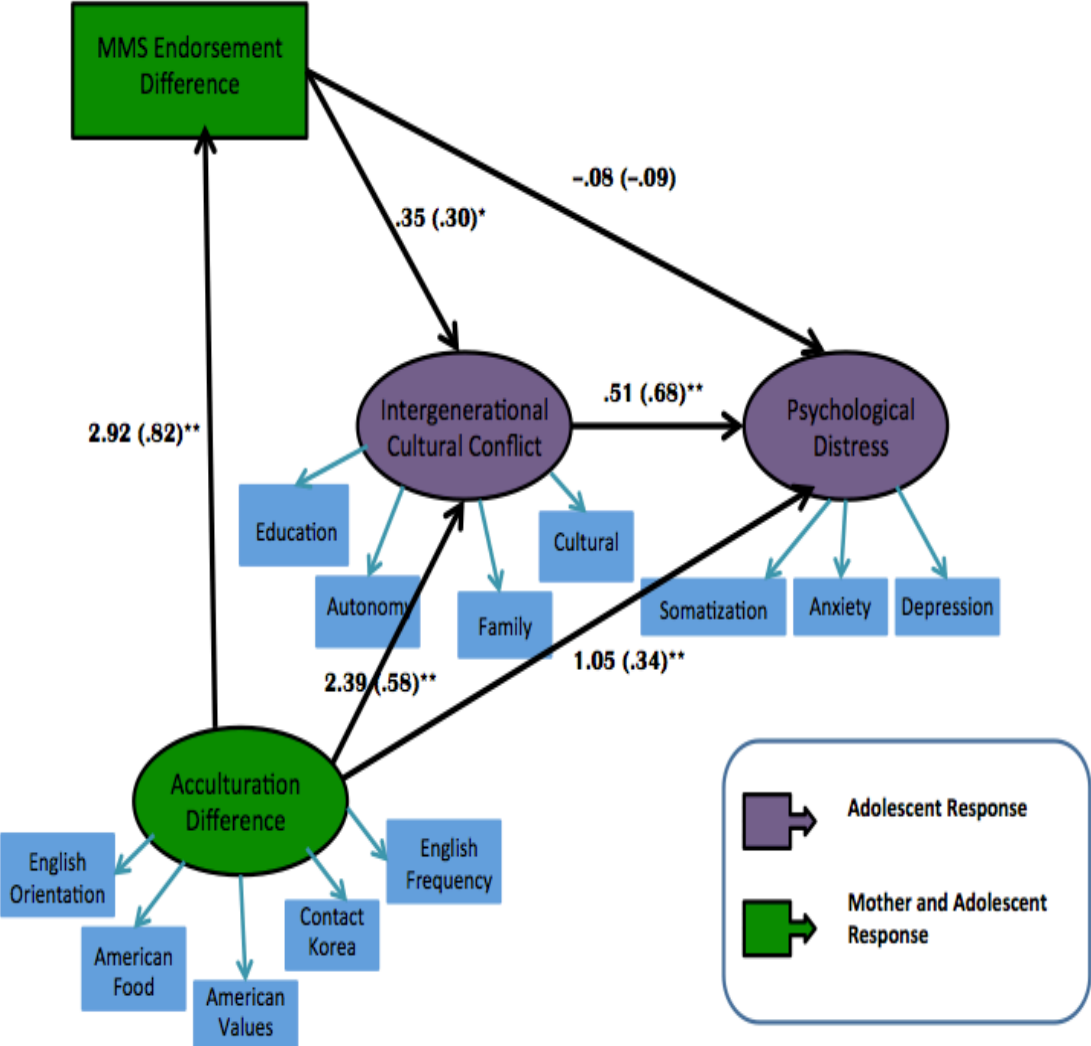 MMS Endorsement
Difference
–.08 (–.09)
.35 (.30)*
2.92 (.82)**
.51 (.68)**
Intergenerational
Cultural Conflict
Psychological
Distress
Education
Cultural
Autonomy
Family
Somatization
Anxiety
Depression
1.05 (.34)**
2.39 (.58)**
Acculturation
Difference
English
Orientation
American
Food
American
Values
Contact
Korea
English
Frequency
Adolescent Response
Mother and Adolescent
Response